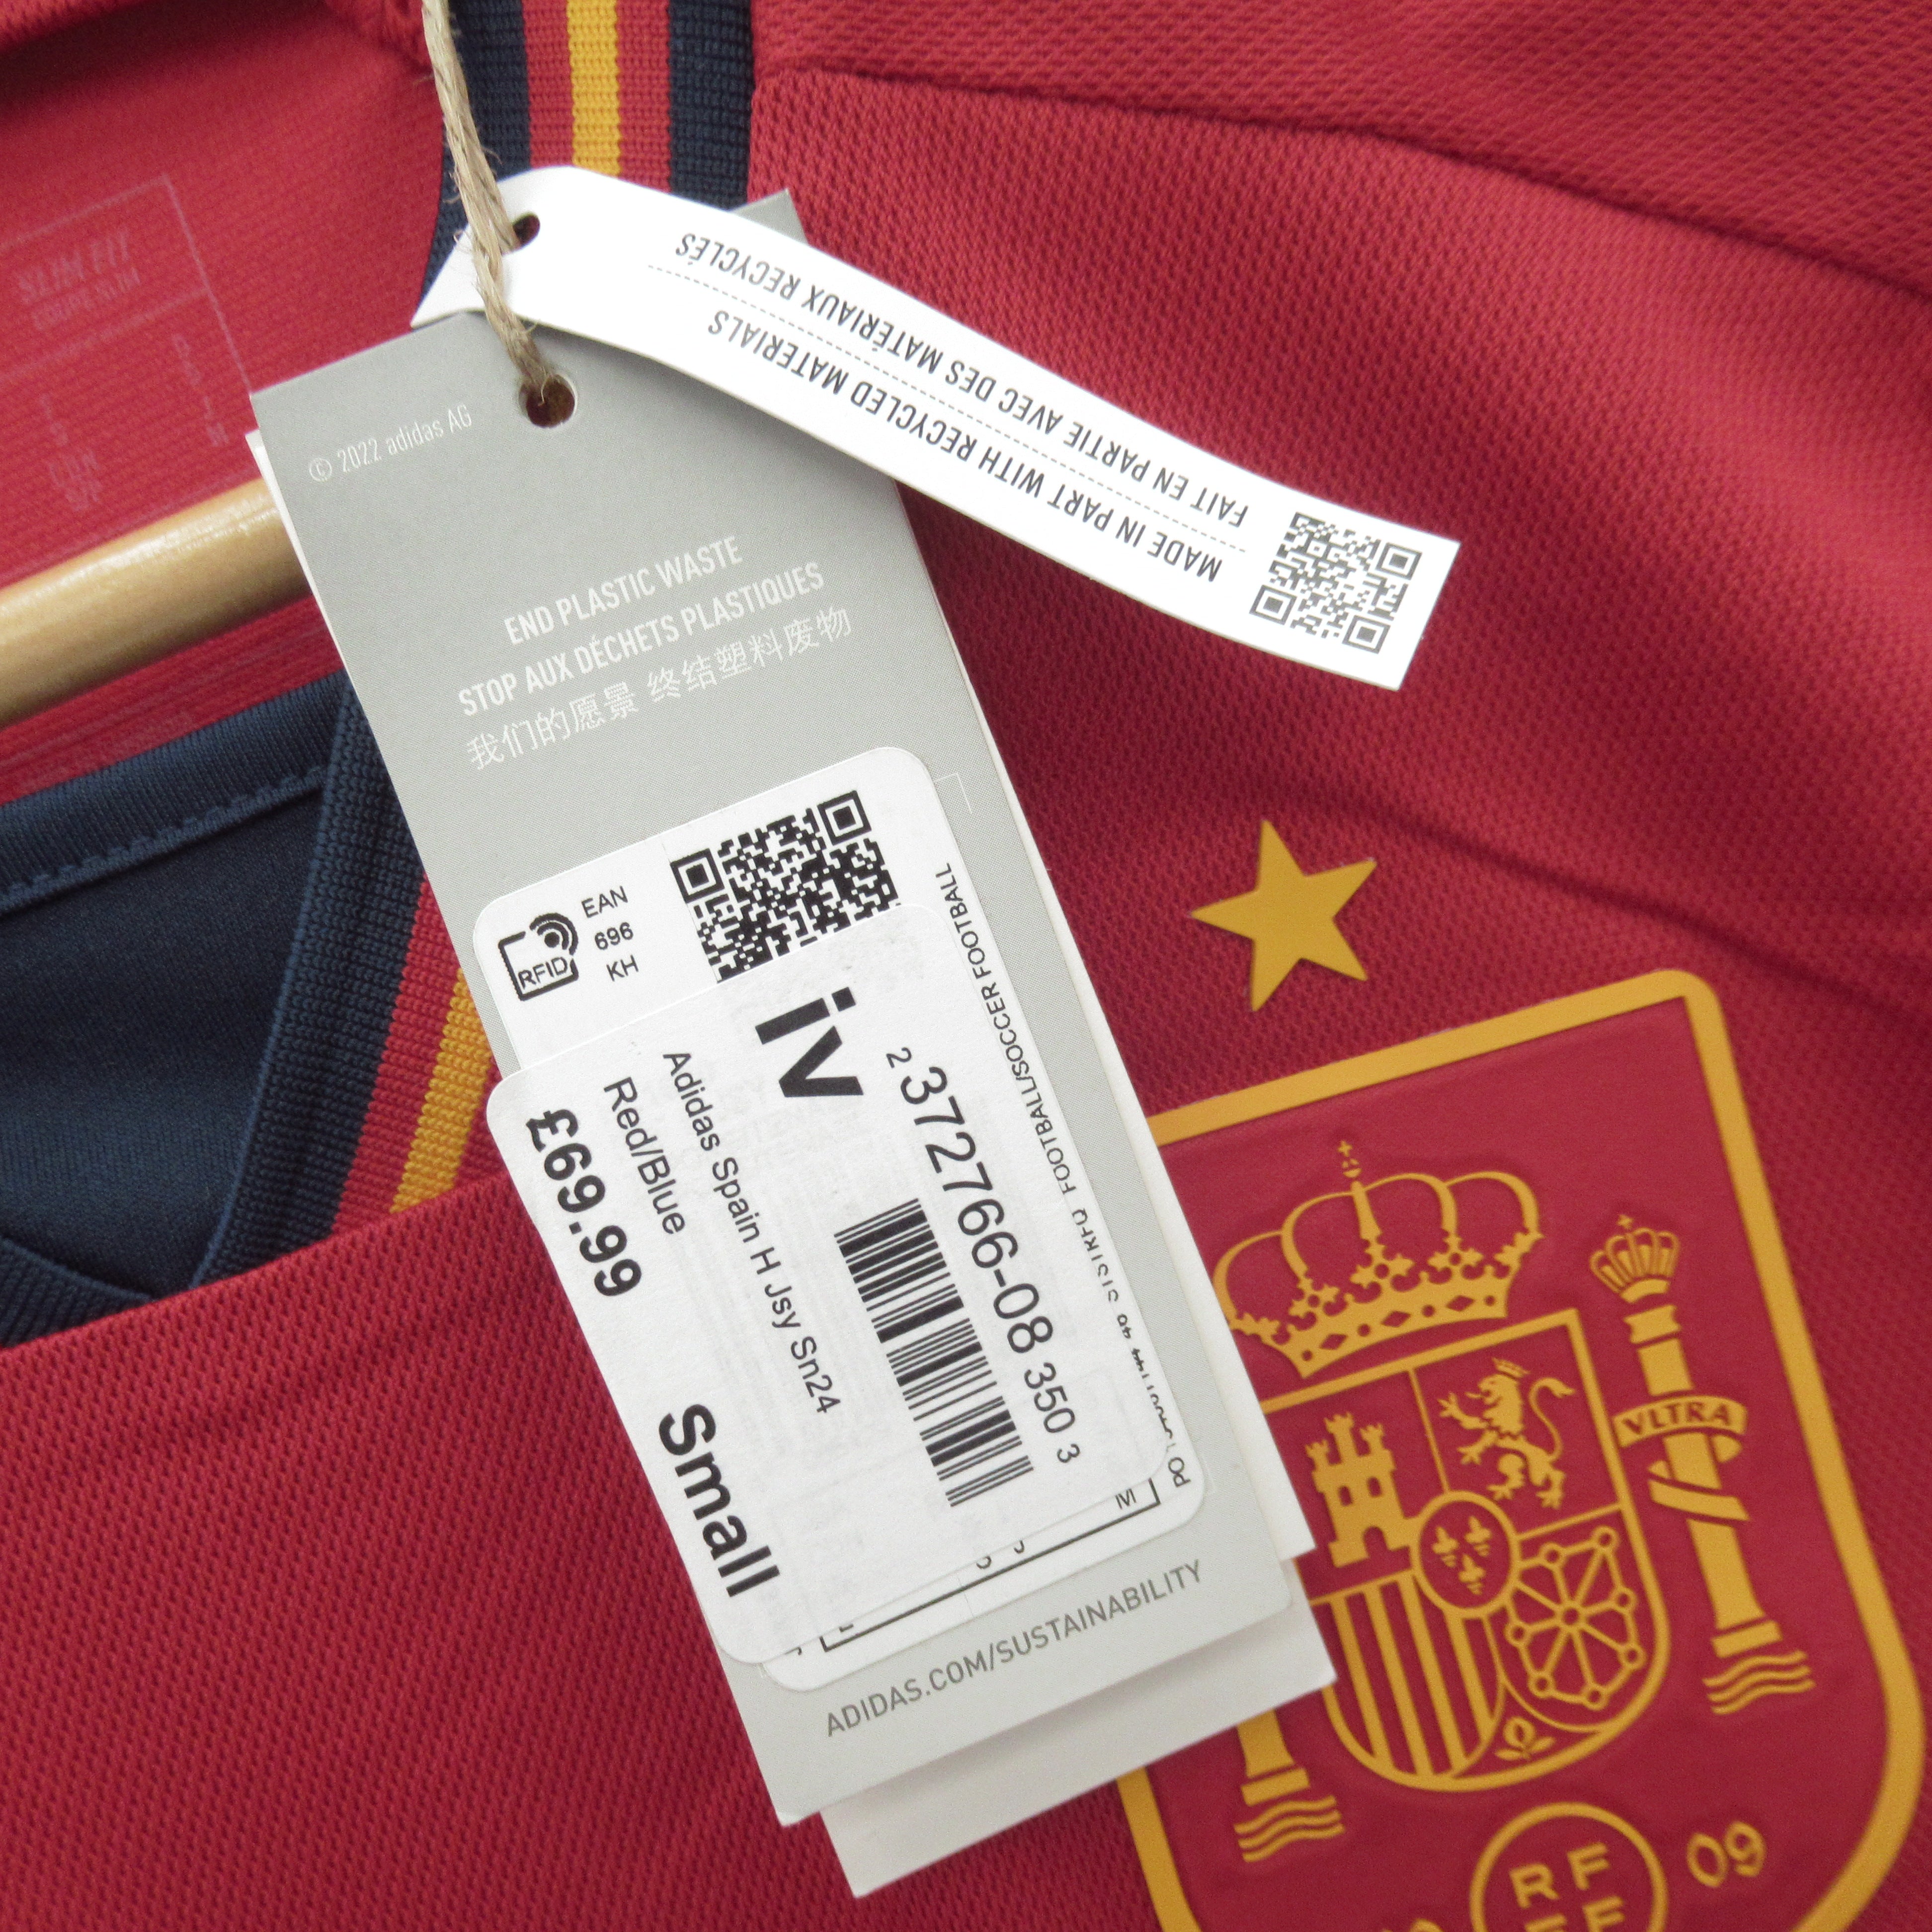 MADE IN PART WITH RECYCLED MATERIALS
FAIT EN PARTIE AVEC DES MATÉRIAUX RECYCLÉS
© 2022 adidas AG
END PLASTIC WASTE
STOP AUX DÉCHETS PLASTIQUES
我们的愿景 终结塑料废物
RFID
EAN
696
KH
FOOTBALL/SOCCER FOOTBALL
PO
M
iv
2 372766-08 350 3
Adidas Spain H Jsy Sn24
Red/Blue
£69.99
Small
ADIDAS.COM/SUSTAINABILITY
SLIM FIT
VLTRA
RF
09